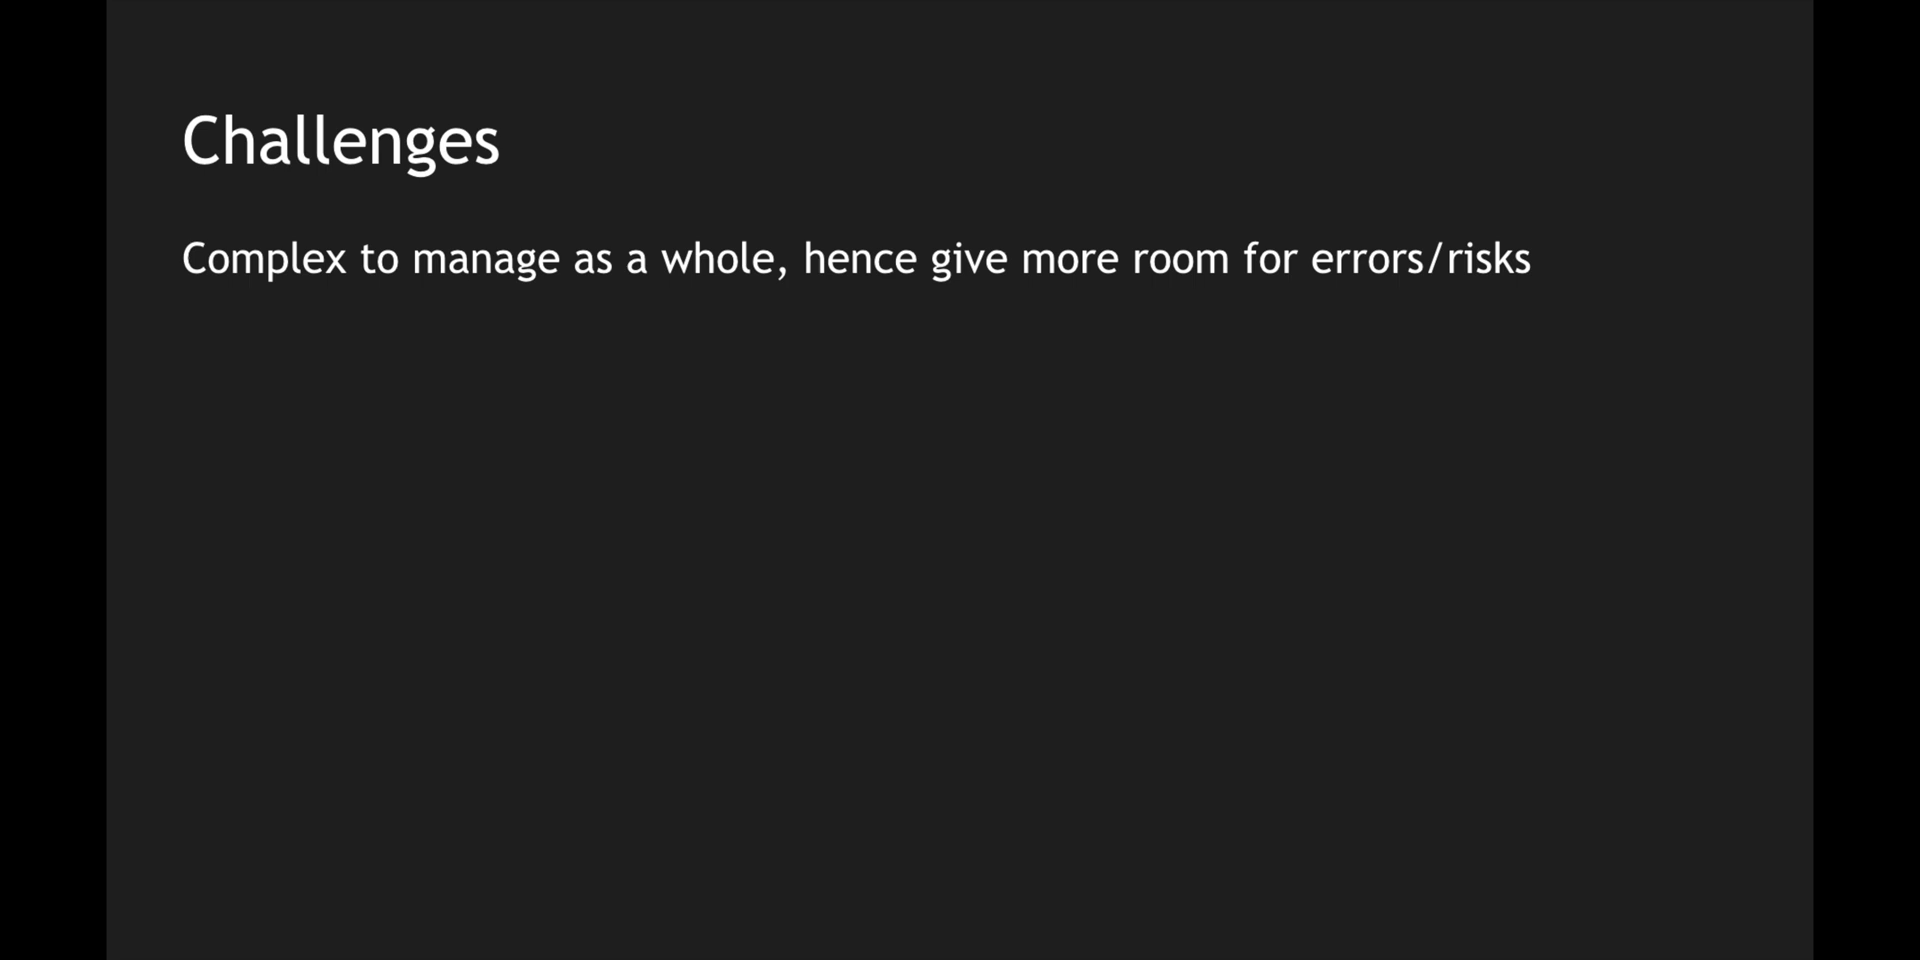 Challenges
Complex to manage as a whole, hence give more room for errors/risks